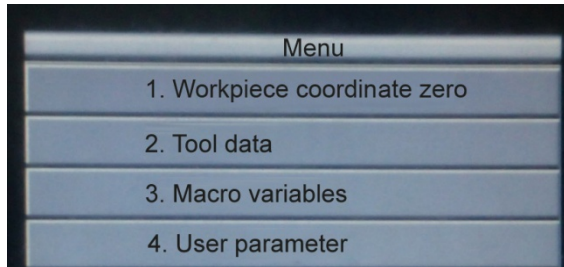 Menu
1. Workpiece coordinate zero
2. Tool data
3. Macro variables
4. User parameter